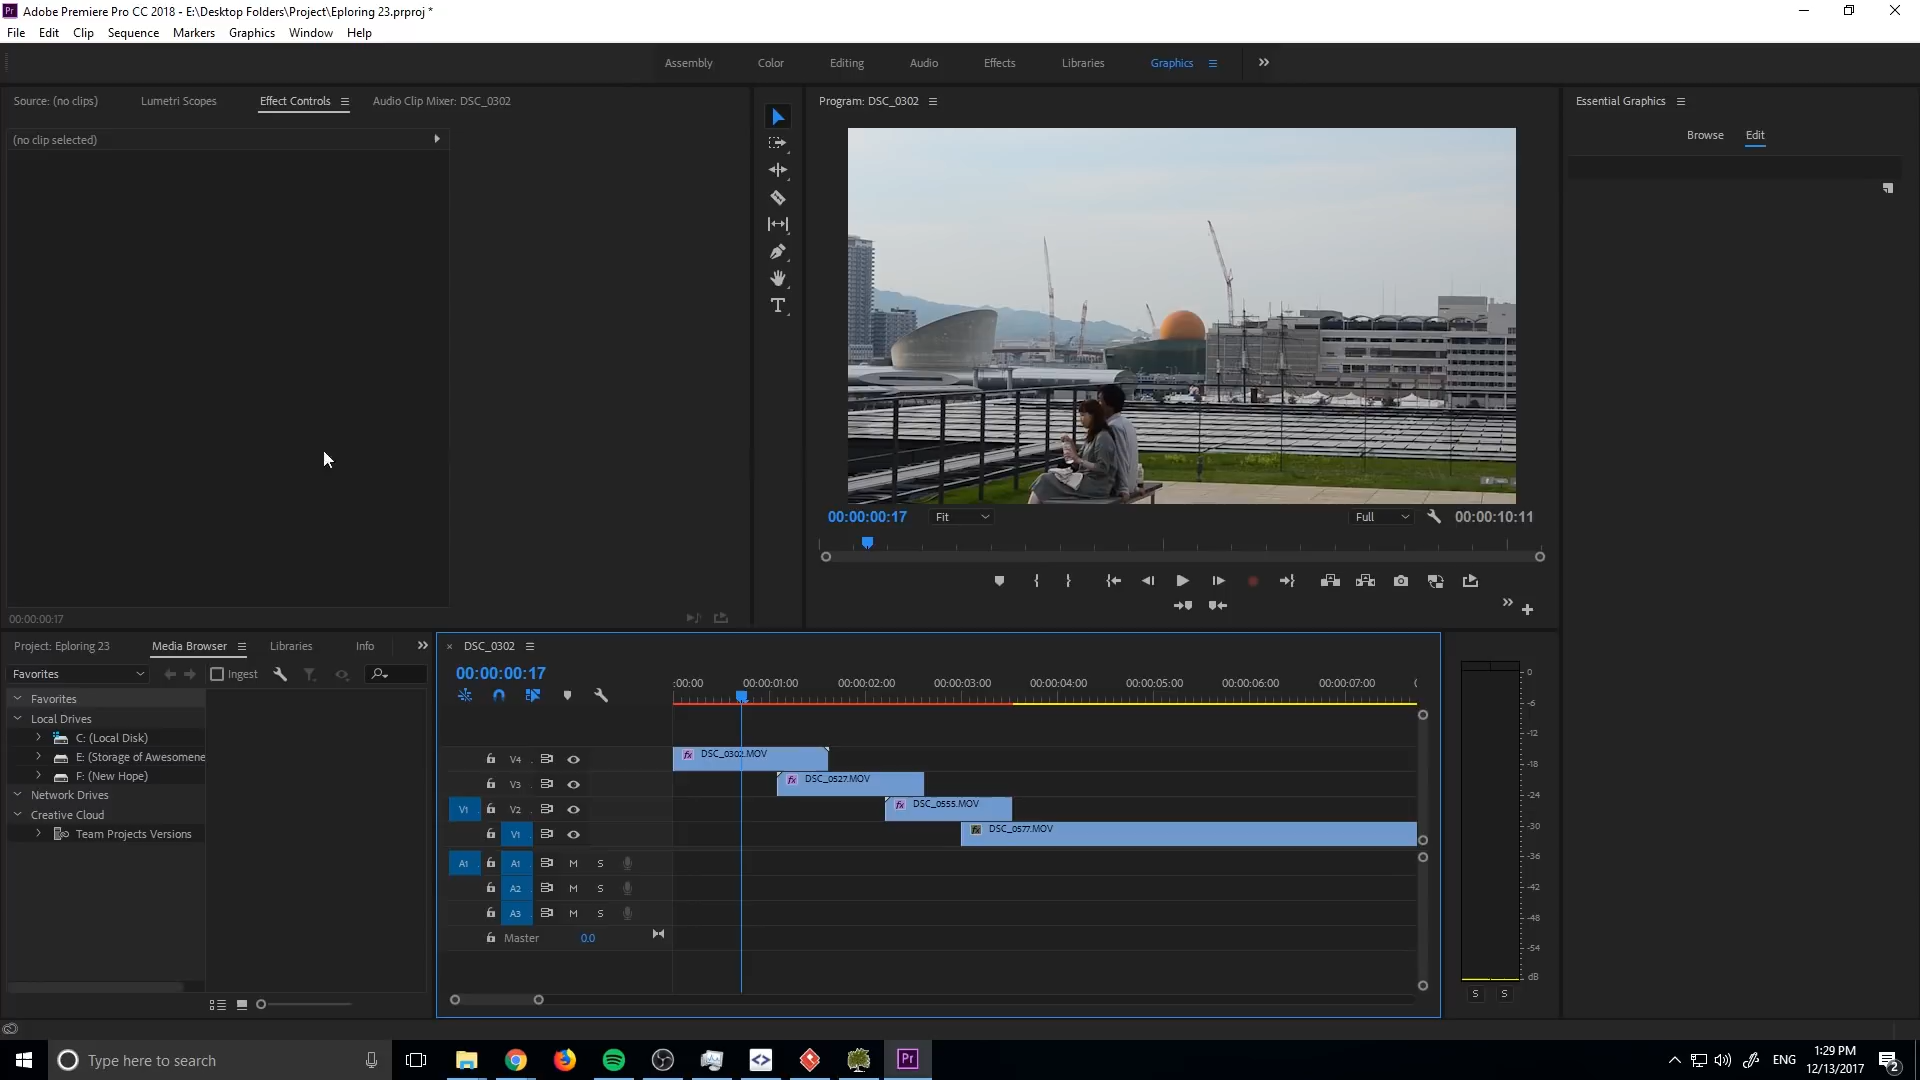 Adobe Premiere Pro CC 2018 - E:\Desktop Folders\Project\Eploring 23.prproj *
File Edit Clip Sequence Markers Graphics Window Help
Assembly Color Editing Audio Effects Libraries Graphics
Source: (no clips) Lumetri Scopes Effect Controls Audio Clip Mixer: DSC_0302
Program: DSC_0302
Essential Graphics
(no clip selected)
Browse Edit
00:00:00:17 Fit Full 00:00:10:11
00:00:00:17
Project: Eploring 23 Media Browser Libraries Info
Favorites Ingest
Favorites
Local Drives
C: (Local Disk)
E: (Storage of Awesomene
F: (New Hope)
Network Drives
Creative Cloud
Team Projects Versions
DSC_0302
00:00:00:17
:00:00 00:00:01:00 00:00:02:00 00:00:03:00 00:00:04:00 00:00:05:00 00:00:06:00 00:00:07:00
V4 fx DSC_0302.MOV
V3 fx DSC_0527.MOV
V1 V2 fx DSC_0555.MOV
V1 fx DSC_0577.MOV
A1 A1 M S
A2 M S
A3 M S
Master 0.0
0
-6
-12
-18
-24
-30
-36
-42
-48
-54
dB
S S
Type here to search
Pr
ENG
1:29 PM
12/13/2017
2